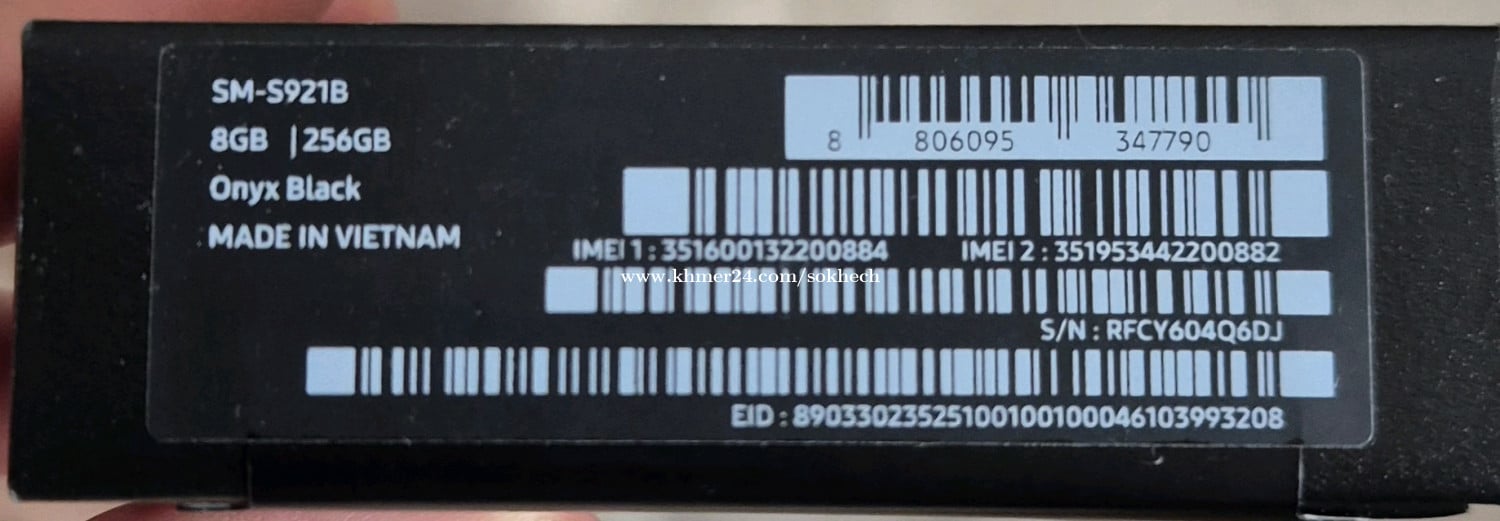 SM-S921B
8GB | 256GB
Onyx Black
MADE IN VIETNAM
8 806095 347790
IMEI 1 : 351600132200884 IMEI 2 : 351953442200882
www.khmer24.com/sokhech
S/N : RFCY604Q6DJ
EID : 89033023525100100100046103993208